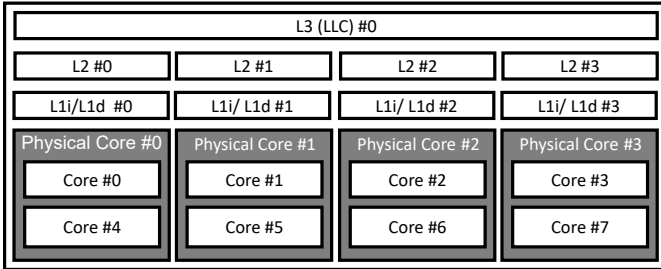 L3 (LLC) #0
L2 #0 L2 #1 L2 #2 L2 #3
L1i/L1d #0 L1i/ L1d #1 L1i/ L1d #2 L1i/ L1d #3
Physical Core #0 Physical Core #1 Physical Core #2 Physical Core #3
Core #0 Core #1 Core #2 Core #3
Core #4 Core #5 Core #6 Core #7